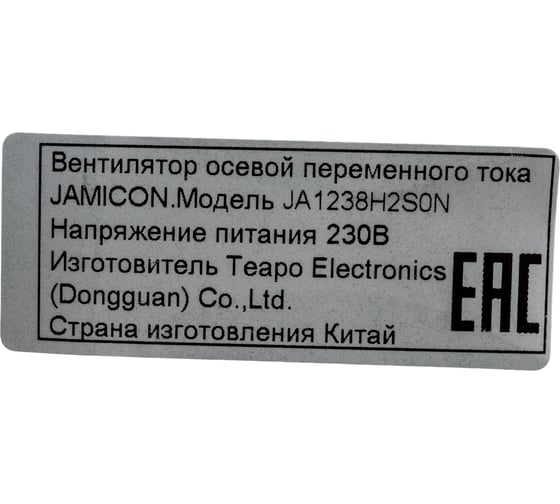 Вентилятор осевой переменного тока
JAMICON.Модель JA1238H2S0N
Напряжение питания 230В
Изготовитель Teapo Electronics
(Dongguan) Co.,Ltd.
Страна изготовления Китай
EAC